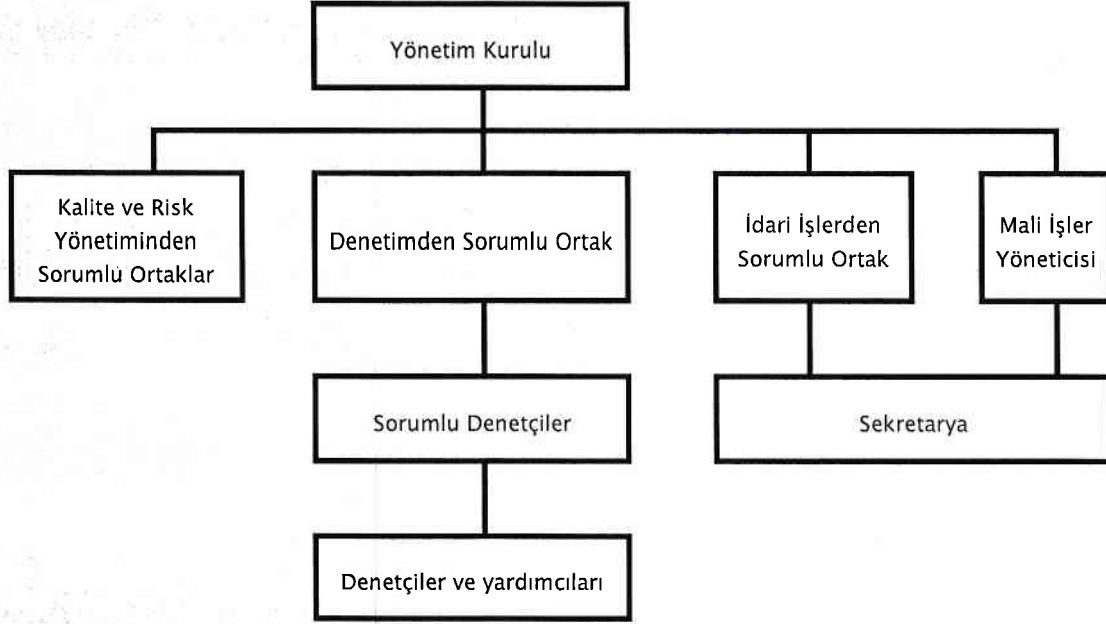 Yönetim Kurulu
Kalite ve Risk
Yönetiminden
Sorumlu Ortaklar
Denetimden Sorumlu Ortak
İdari İşlerden
Sorumlu Ortak
Mali İşler
Yöneticisi
Sorumlu Denetçiler
Sekretarya
Denetçiler ve yardımcıları